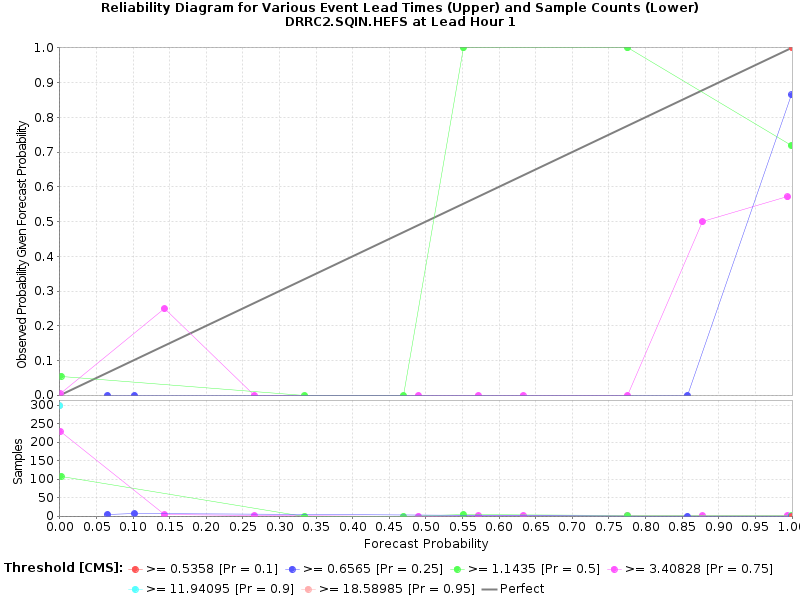 Reliability Diagram for Various Event Lead Times (Upper) and Sample Counts (Lower)
DRRC2.SQIN.HEFS at Lead Hour 1
Observed Probability Given Forecast Probability
1.0
0.9
0.8
0.7
0.6
0.5
0.4
0.3
0.2
0.1
0.0
Samples
300
250
200
150
100
50
0
0.00 0.05 0.10 0.15 0.20 0.25 0.30 0.35 0.40 0.45 0.50 0.55 0.60 0.65 0.70 0.75 0.80 0.85 0.90 0.95 1.0
Forecast Probability
Threshold [CMS]: >= 0.5358 [Pr = 0.1] >= 0.6565 [Pr = 0.25] >= 1.1435 [Pr = 0.5] >= 3.40828 [Pr = 0.75]
>= 11.94095 [Pr = 0.9] >= 18.58985 [Pr = 0.95] Perfect